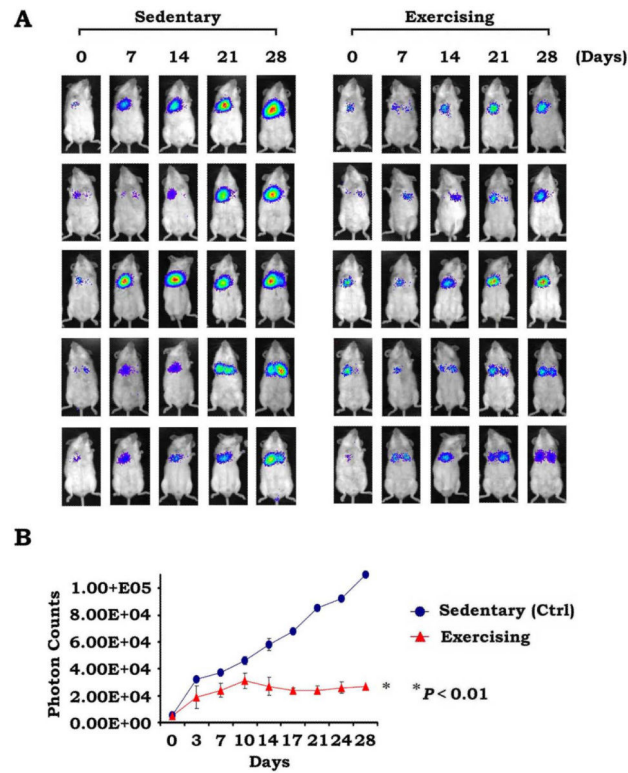 A
Sedentary
Exercising
0 7 14 21 28 0 7 14 21 28 (Days)
B
Photon Counts
1.00+E05
8.00E+04
6.00E+04
4.00E+04
2.00E+04
0.00E+00
0 3 7 10 14 17 21 24 28
Days
Sedentary (Ctrl)
Exercising
* *P < 0.01